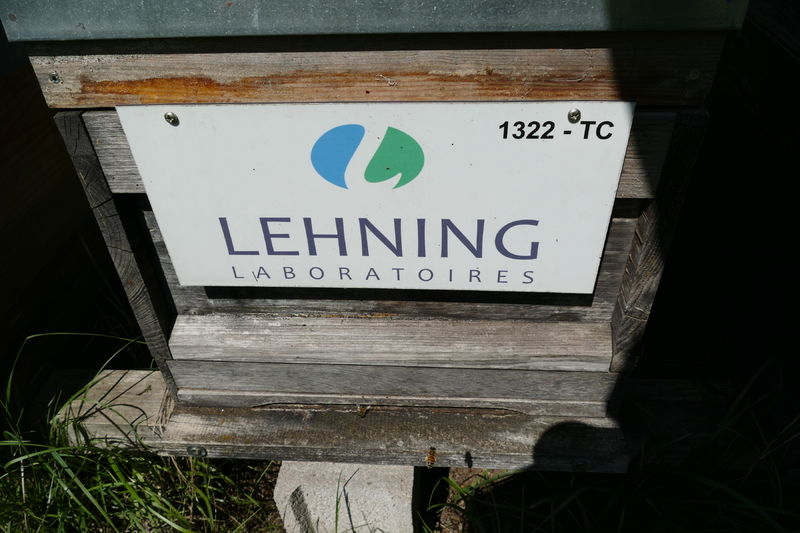 1322 - TC
LEHNING
LABORATOIRES